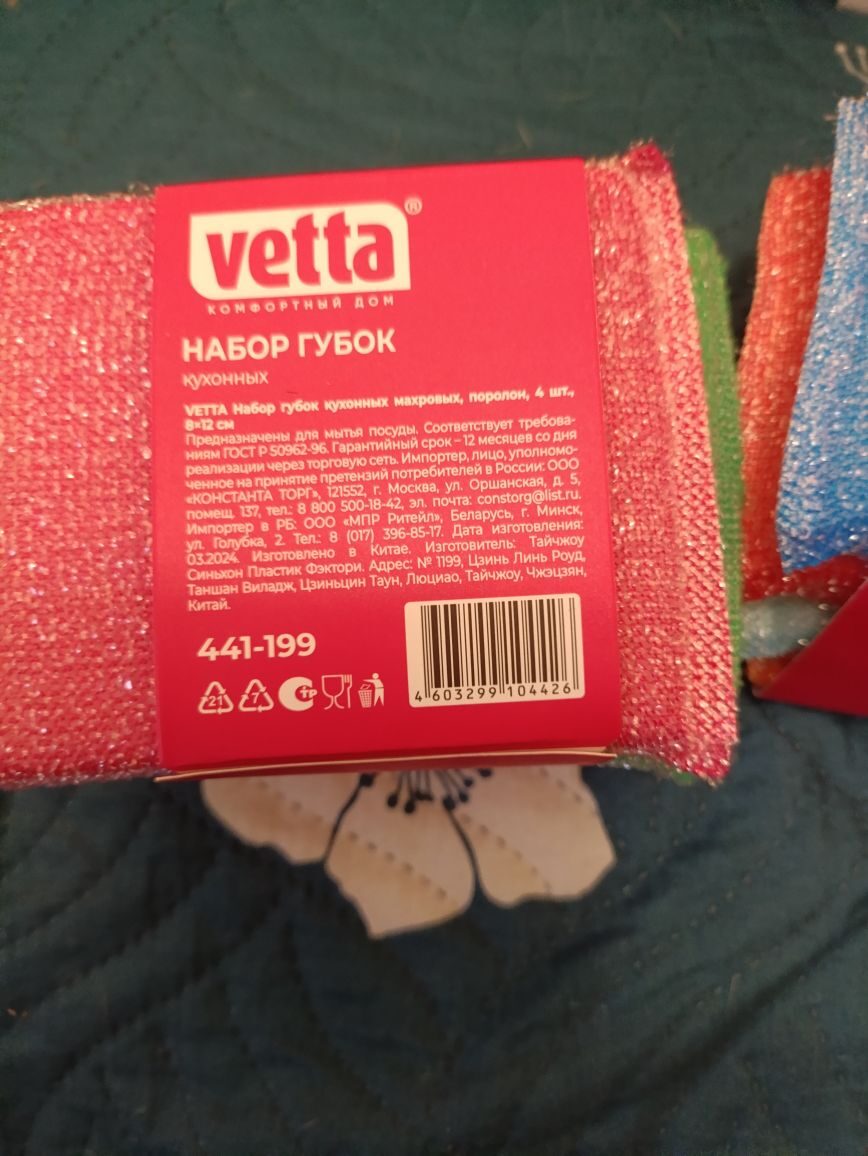 vetta®
КОМФОРТНЫЙ ДОМ
НАБОР ГУБОК
кухонных
VETTA Набор губок кухонных махровых, поролон, 4 шт.,
8×12 см
Предназначены для мытья посуды. Соответствует требова-
ниям ГОСТ Р 50962-96. Гарантийный срок – 12 месяцев со дня
реализации через торговую сеть. Импортер, лицо, уполномо-
ченное на принятие претензий потребителей в России: ООО
«КОНСТАНТА ТОРГ», 121552, г. Москва, ул. Оршанская, д. 5,
помещ. 137, тел.: 8 800 500-18-42, эл. почта: constorg@list.ru.
Импортер в РБ: ООО «МПР Ритейл», Беларусь, г. Минск,
ул. Голубка, 2. Тел.: 8 (017) 396-85-17. Дата изготовления:
03.2024. Изготовлено в Китае. Изготовитель: Тайчжоу
Синьхон Пластик Фэктори. Адрес: № 1199, Цзинь Линь Роуд,
Таншан Виладж, Цзиньцин Таун, Люциао, Тайчжоу, Чжэцзян,
Китай.
441-199
21 7 тр
4 603299 104426